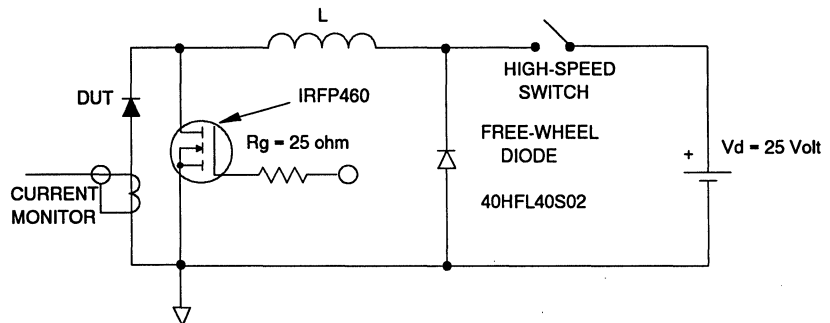 L
HIGH-SPEED
SWITCH
DUT
IRFP460
Rg = 25 ohm
FREE-WHEEL
DIODE
+
Vd = 25 Volt
CURRENT
MONITOR
40HFL40S02